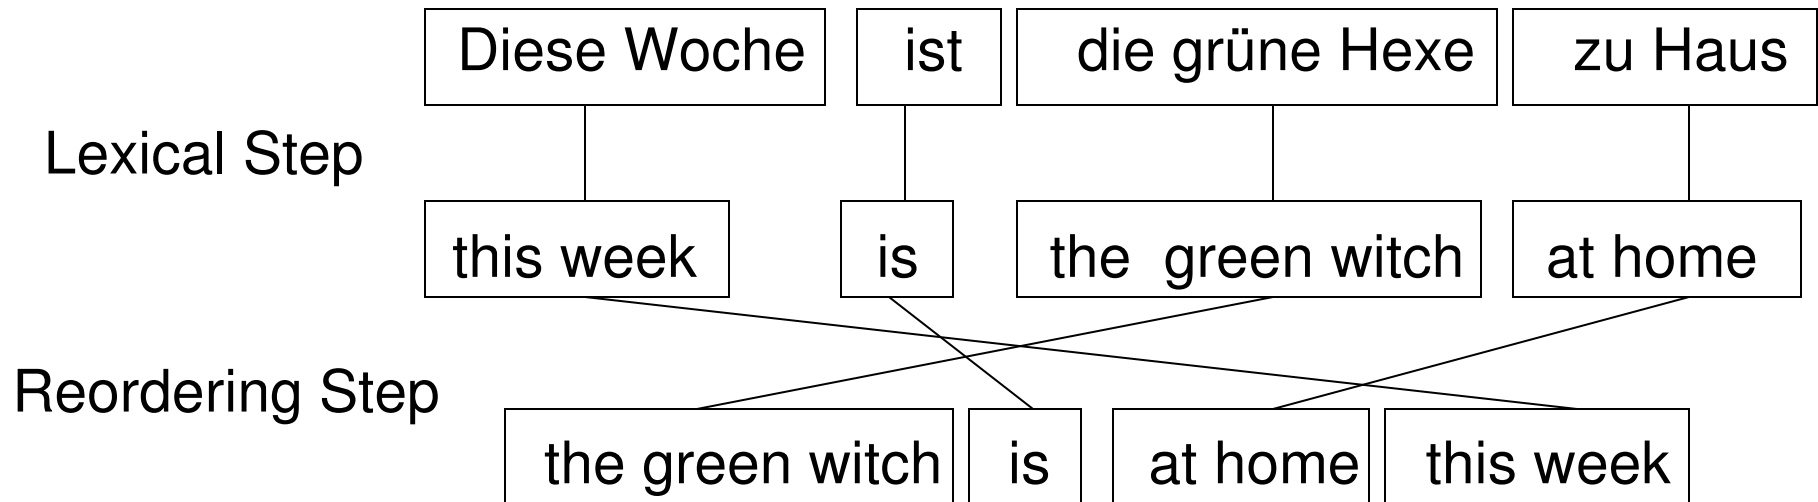 Diese Woche ist die grüne Hexe zu Haus
Lexical Step
this week is the green witch at home
Reordering Step
the green witch is at home this week